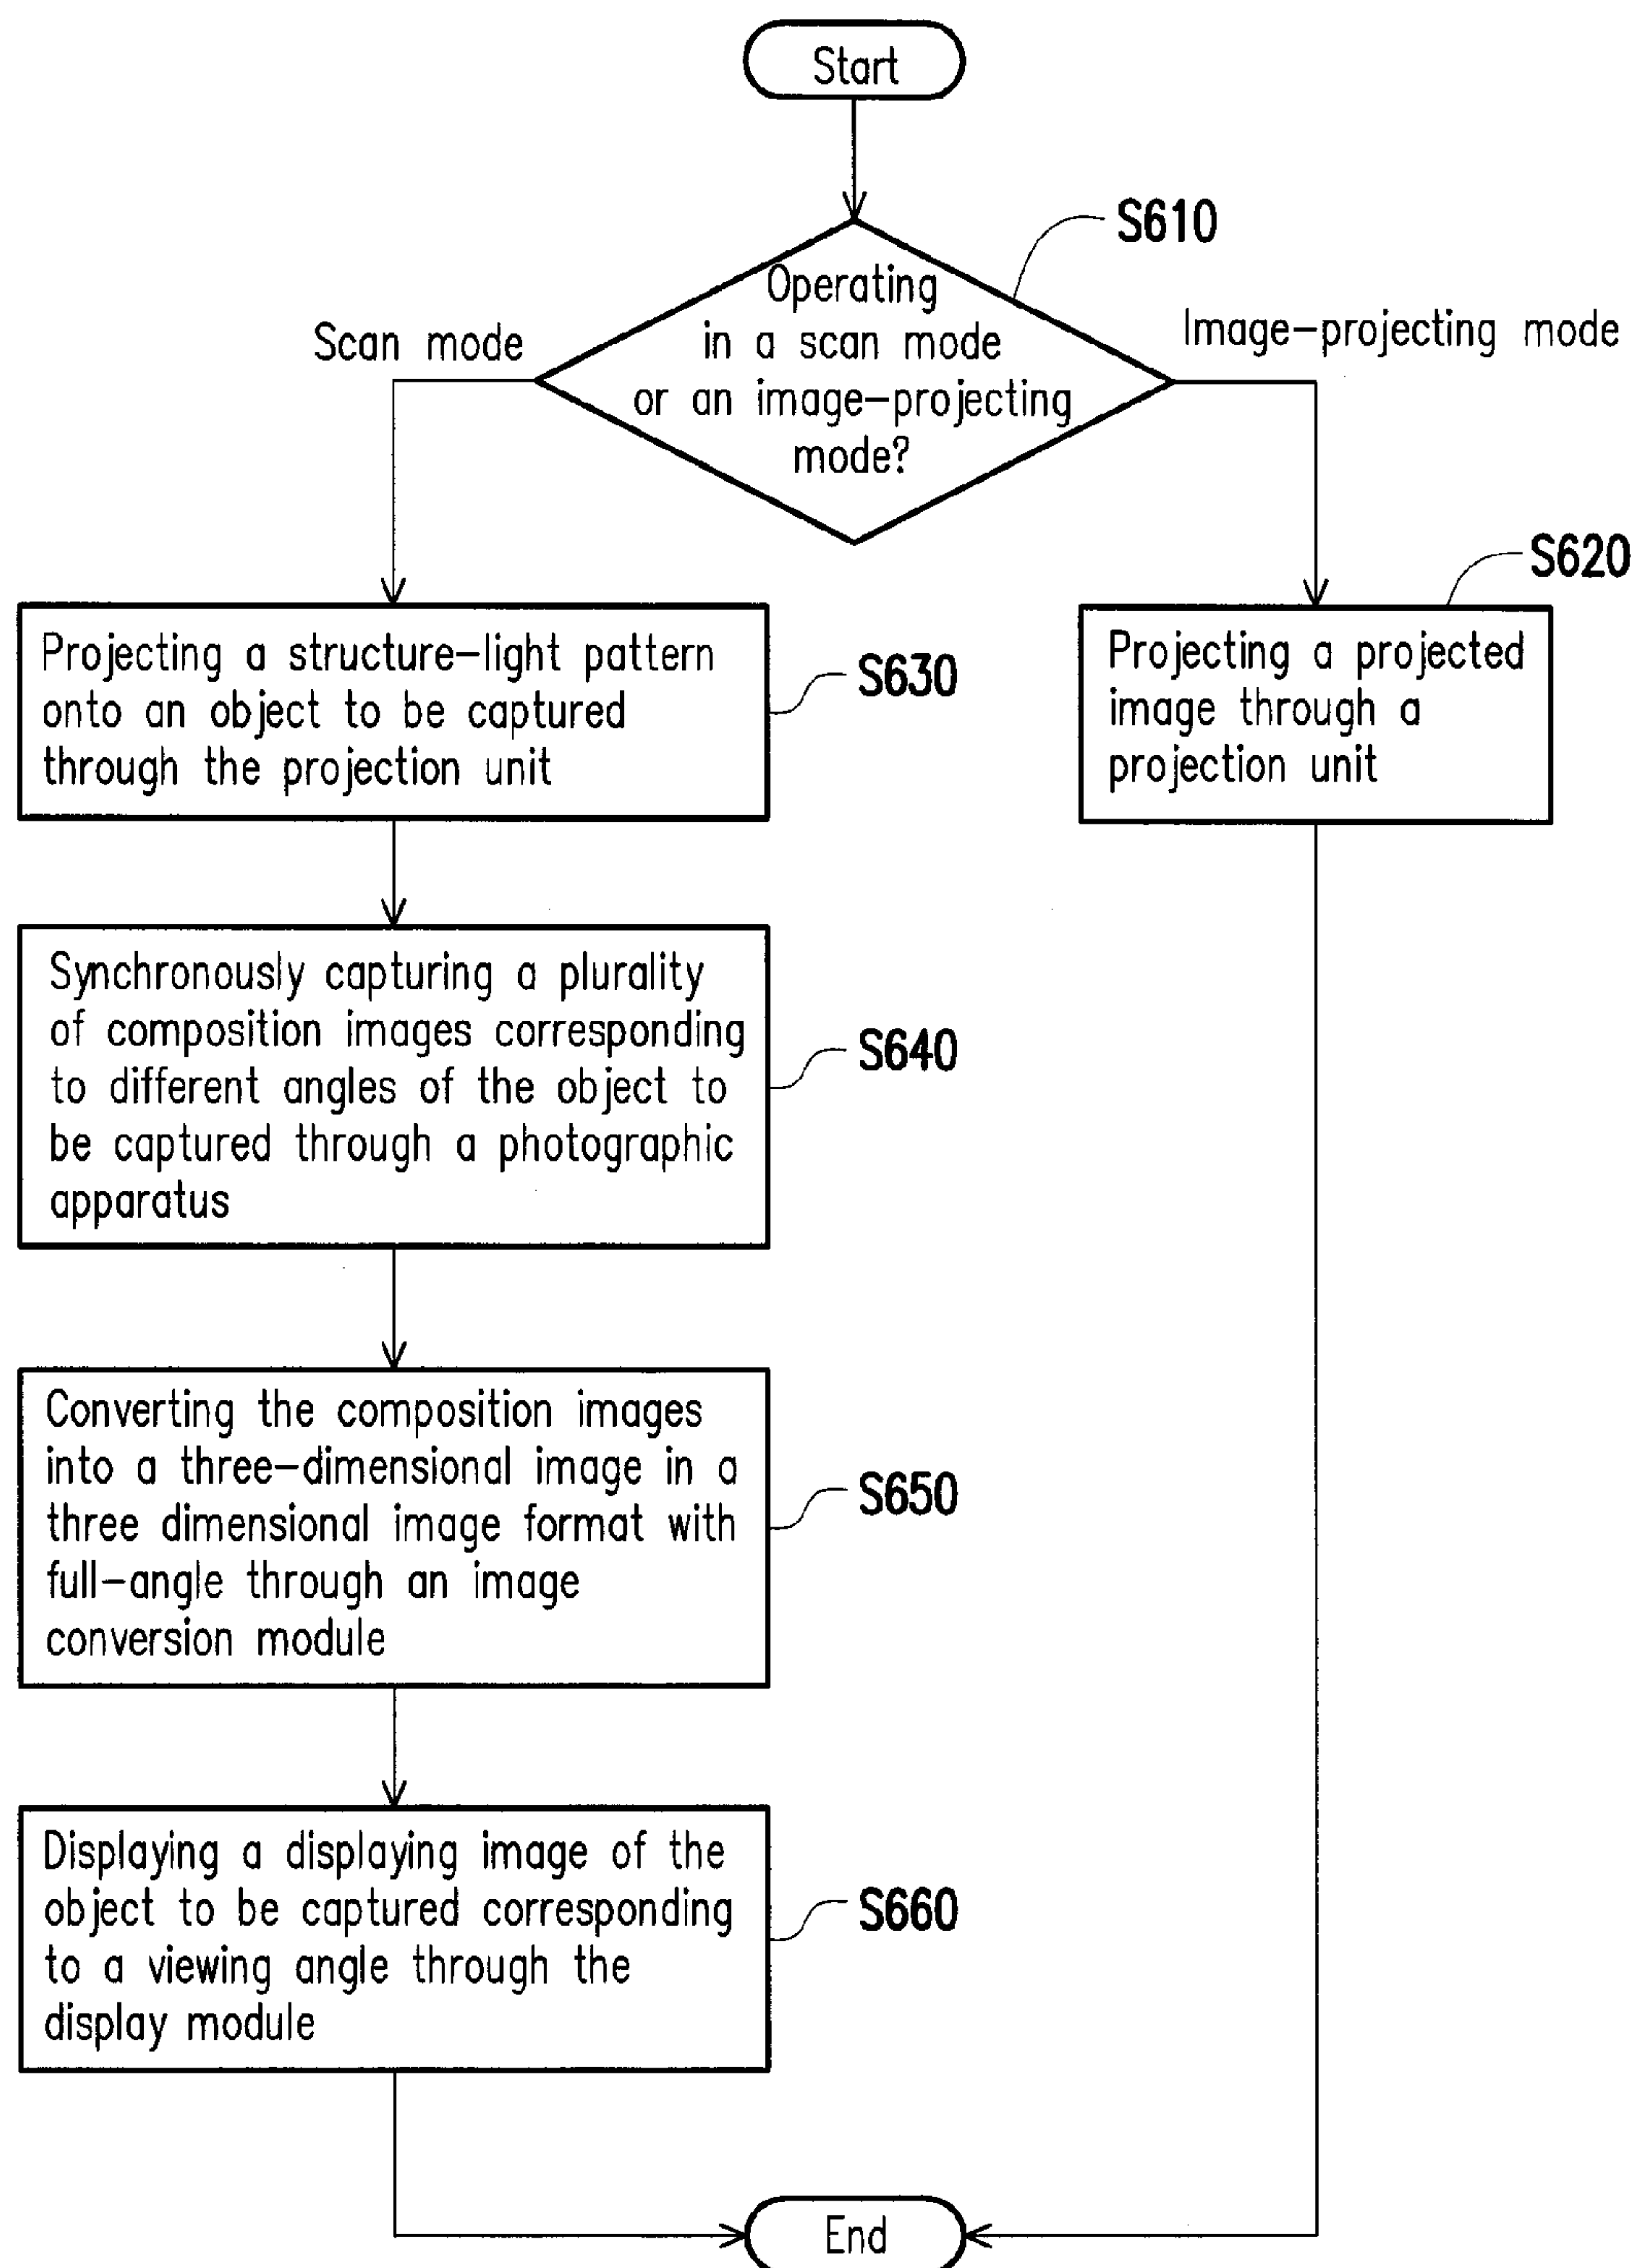 Start
S610
Operating
in a scan mode
or an image-projecting
mode?
Scan mode
Image-projecting mode
S620
Projecting a projected
image through a
projection unit
Projecting a structure-light pattern
onto an object to be captured
through the projection unit
S630
Synchronously capturing a plurality
of composition images corresponding
to different angles of the object to
be captured through a photographic
apparatus
S640
Converting the composition images
into a three-dimensional image in a
three dimensional image format with
full-angle through an image
conversion module
S650
Displaying a displaying image of the
object to be captured corresponding
to a viewing angle through the
display module
S660
End